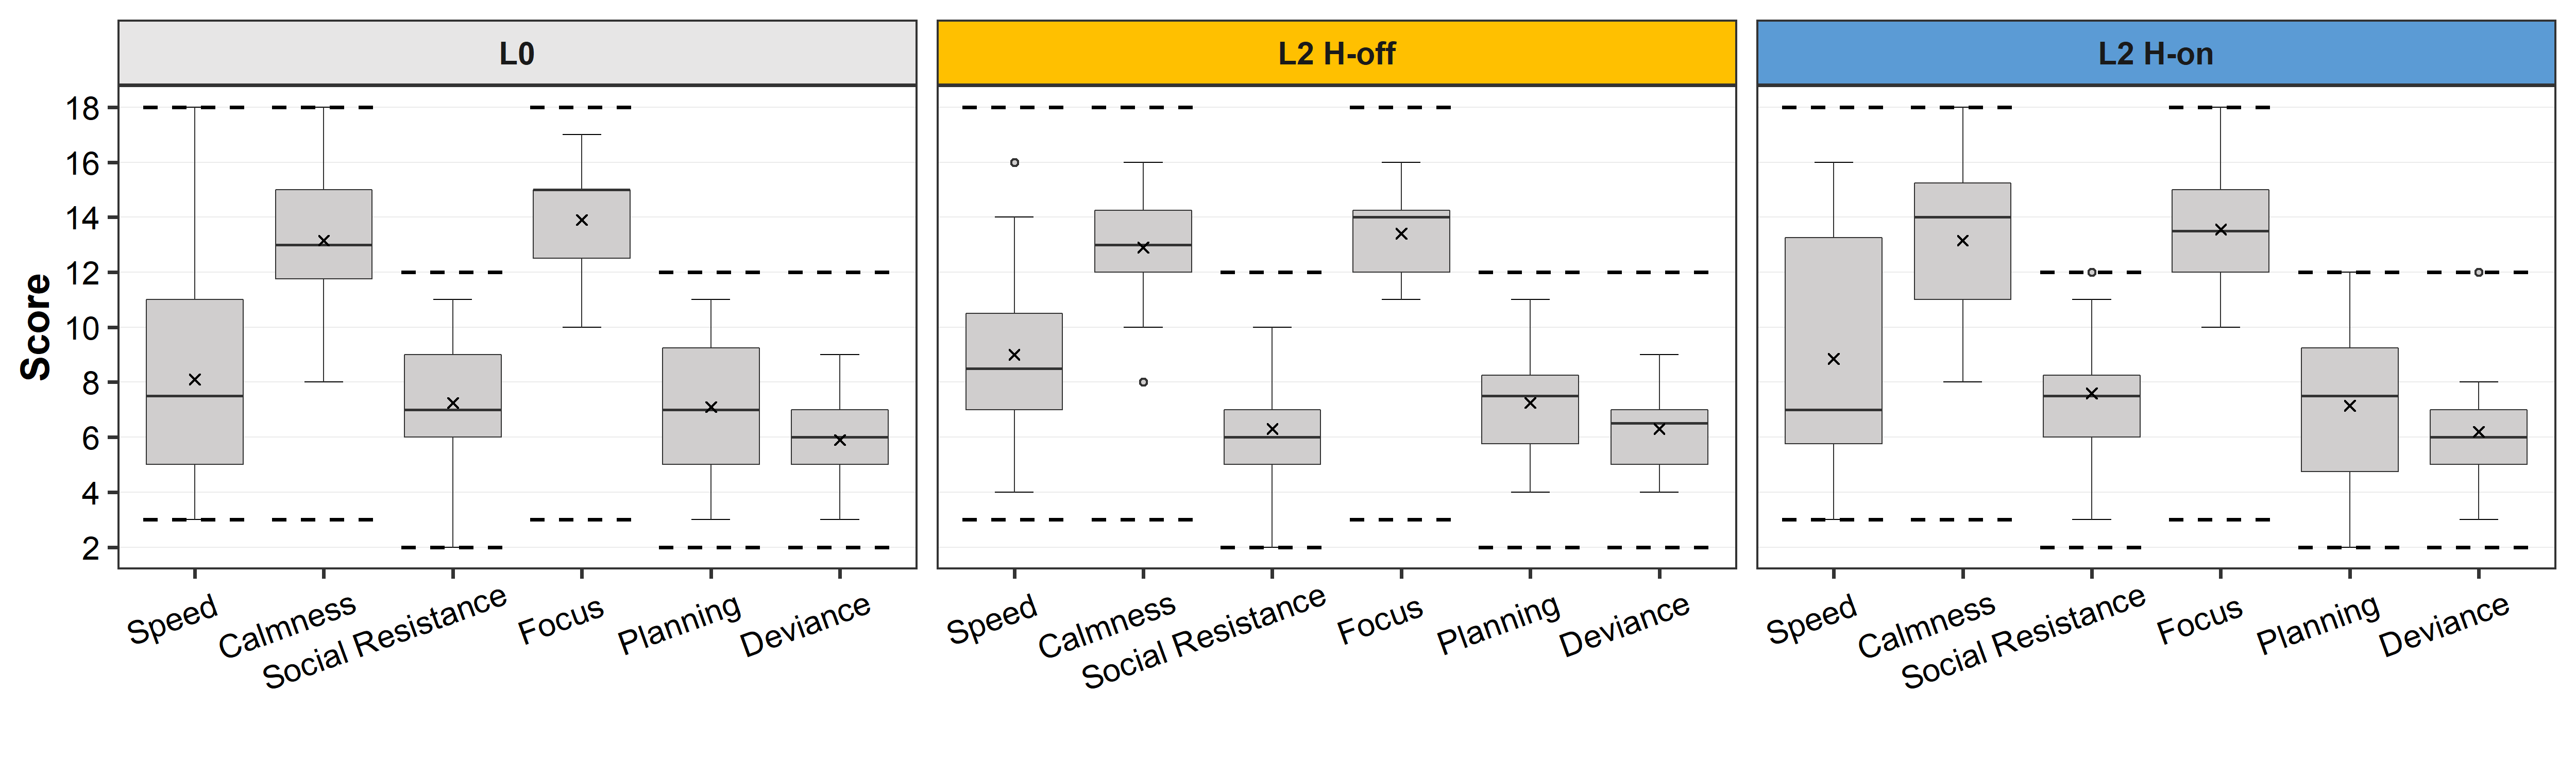 L0
L2 H-off
L2 H-on
Score
18
16
14
12
10
8
6
4
2
Speed
Calmness
Social Resistance
Focus
Planning
Deviance
Speed
Calmness
Social Resistance
Focus
Planning
Deviance
Speed
Calmness
Social Resistance
Focus
Planning
Deviance